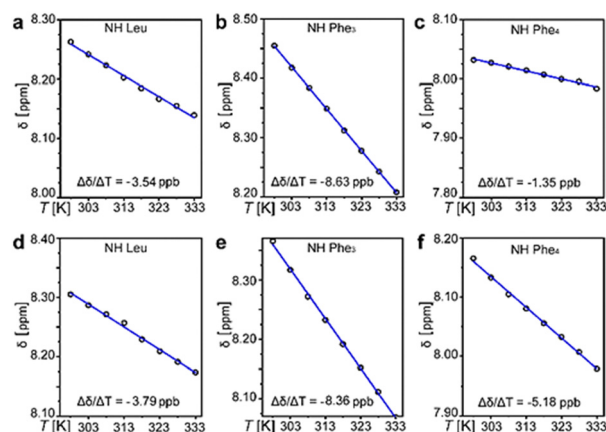 a
8.30
8.20
8.10
8.00
δ [ppm]
NH Leu
Δδ/ΔT = -3.54 ppb
T [K] 303 313 323 333
b
8.50
8.40
8.30
8.20
δ [ppm]
NH Phe₃
Δδ/ΔT = -8.63 ppb
T [K] 303 313 323 333
c
8.10
8.00
7.90
7.80
δ [ppm]
NH Phe₄
Δδ/ΔT = -1.35 ppb
T [K] 303 313 323 333
d
8.40
8.30
8.20
8.10
δ [ppm]
NH Leu
Δδ/ΔT = -3.79 ppb
T [K] 303 313 323 333
e
8.30
8.20
8.10
δ [ppm]
NH Phe₃
Δδ/ΔT = -8.36 ppb
T [K] 303 313 323 333
f
8.20
8.10
8.00
7.90
δ [ppm]
NH Phe₄
Δδ/ΔT = -5.18 ppb
T [K] 303 313 323 333